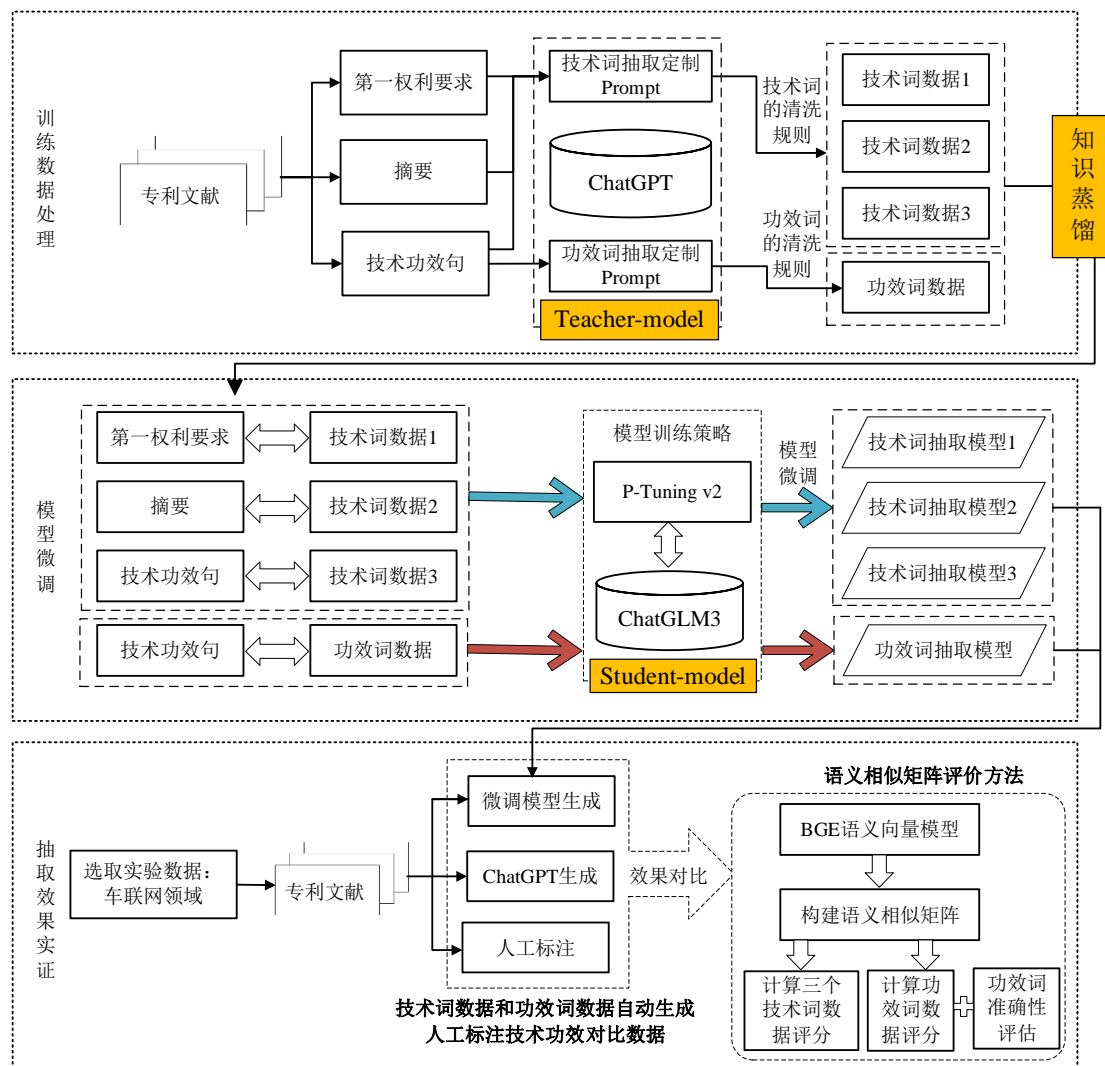 训
练
数
据
处
理
专利文献
第一权利要求
摘要
技术功效句
技术词抽取定制
Prompt
ChatGPT
功效词抽取定制
Prompt
Teacher-model
技术词
的清洗
规则
功效词
的清洗
规则
技术词数据1
技术词数据2
技术词数据3
功效词数据
知
识
蒸
馏
模
型
微
调
第一权利要求
技术词数据1
摘要
技术词数据2
技术功效句
技术词数据3
技术功效句
功效词数据
模型训练策略
P-Tuning v2
ChatGLM3
Student-model
模型
微调
技术词抽取模型1
技术词抽取模型2
技术词抽取模型3
功效词抽取模型
抽
取
效
果
实
证
选取实验数据：
车联网领域
专利文献
微调模型生成
ChatGPT生成
人工标注
技术词数据和功效词数据自动生成
人工标注技术功效对比数据
效果对比
语义相似矩阵评价方法
BGE语义向量模型
构建语义相似矩阵
计算三个
技术词数
据评分
计算功
效词数
据评分
功效词
准确性
评估